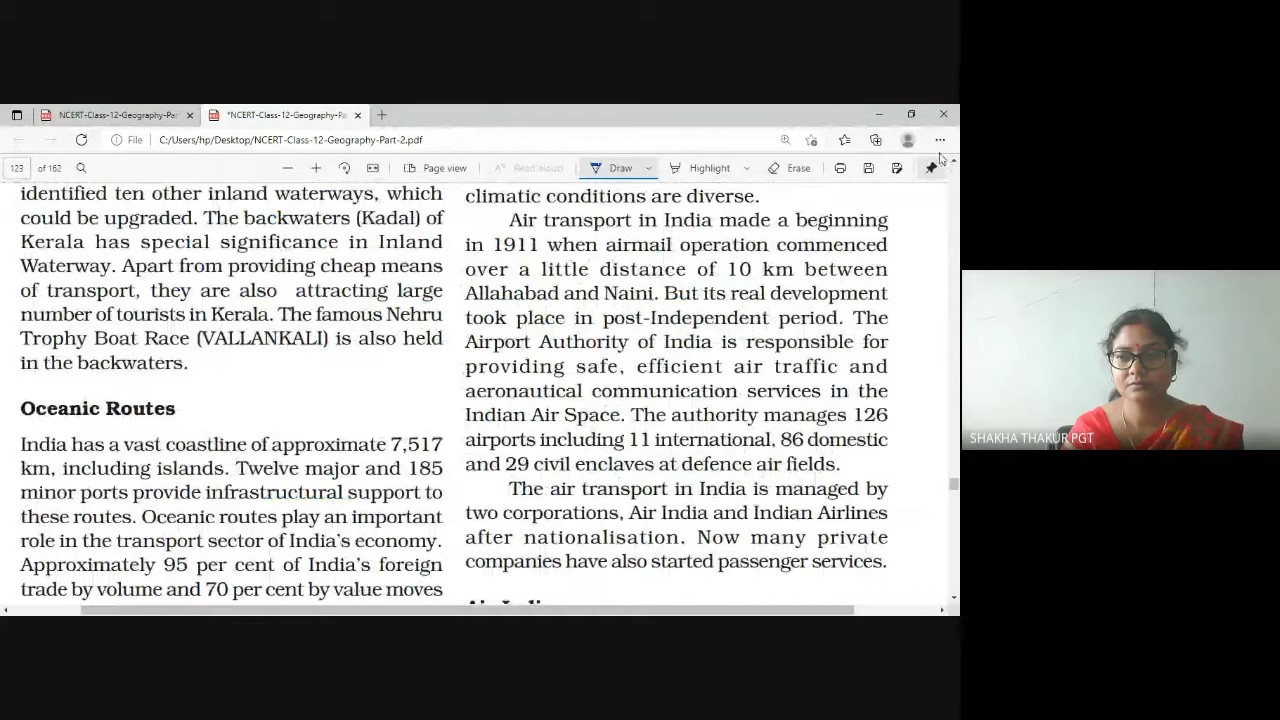 NCERT-Class-12-Geography-Par
*NCERT-Class-12-Geography-Pa
File C:/Users/hp/Desktop/NCERT-Class-12-Geography-Part-2.pdf
123 of 162 Page view Read aloud Draw Highlight Erase
identified ten other inland waterways, which
could be upgraded. The backwaters (Kadal) of
Kerala has special significance in Inland
Waterway. Apart from providing cheap means
of transport, they are also attracting large
number of tourists in Kerala. The famous Nehru
Trophy Boat Race (VALLANKALI) is also held
in the backwaters.
Oceanic Routes
India has a vast coastline of approximate 7,517
km, including islands. Twelve major and 185
minor ports provide infrastructural support to
these routes. Oceanic routes play an important
role in the transport sector of India's economy.
Approximately 95 per cent of India's foreign
trade by volume and 70 per cent by value moves
climatic conditions are diverse.
Air transport in India made a beginning
in 1911 when airmail operation commenced
over a little distance of 10 km between
Allahabad and Naini. But its real development
took place in post-Independent period. The
Airport Authority of India is responsible for
providing safe, efficient air traffic and
aeronautical communication services in the
Indian Air Space. The authority manages 126
airports including 11 international, 86 domestic
and 29 civil enclaves at defence air fields.
The air transport in India is managed by
two corporations, Air India and Indian Airlines
after nationalisation. Now many private
companies have also started passenger services.
SHAKHA THAKUR PGT